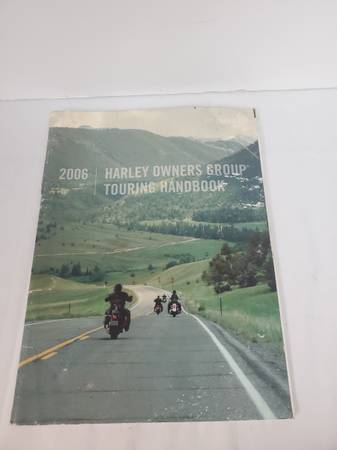 2006 HARLEY OWNERS GROUP
TOURING HANDBOOK